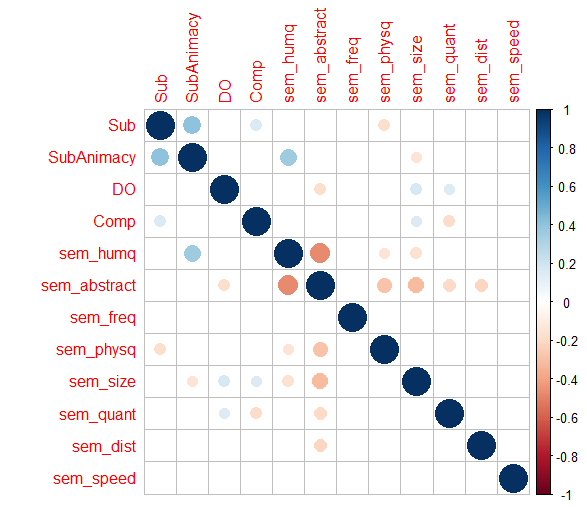 Sub
SubAnimacy
DO
Comp
sem_humq
sem_abstract
sem_freq
sem_physq
sem_size
sem_quant
sem_dist
sem_speed
Sub
SubAnimacy
DO
Comp
sem_humq
sem_abstract
sem_freq
sem_physq
sem_size
sem_quant
sem_dist
sem_speed
1
0.8
0.6
0.4
0.2
0
-0.2
-0.4
-0.6
-0.8
-1